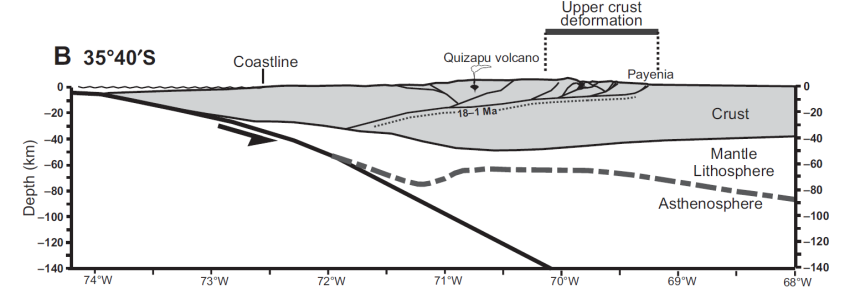 Upper crust
deformation
B 35°40′S
Coastline
Quizapu volcano
Payenia
0
−20
−40
−60
−80
−100
−120
−140
Depth (km)
0
−20
−40
−60
−80
−100
−120
−140
18–1 Ma
Crust
Mantle
Lithosphere
Asthenosphere
74°W
73°W
72°W
71°W
70°W
69°W
68°W